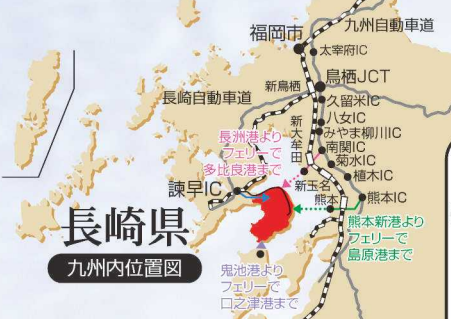 九州自動車道
福岡市
太宰府IC
新鳥栖
鳥栖JCT
長崎自動車道
久留米IC
八女IC
みやま柳川IC
新大牟田
南関IC
菊水IC
植木IC
長洲港より
フェリーで
多比良港まで
新玉名
諫早IC
熊本
熊本IC
長崎県
九州内位置図
熊本新港より
フェリーで
島原港まで
鬼池港より
フェリーで
口之津港まで